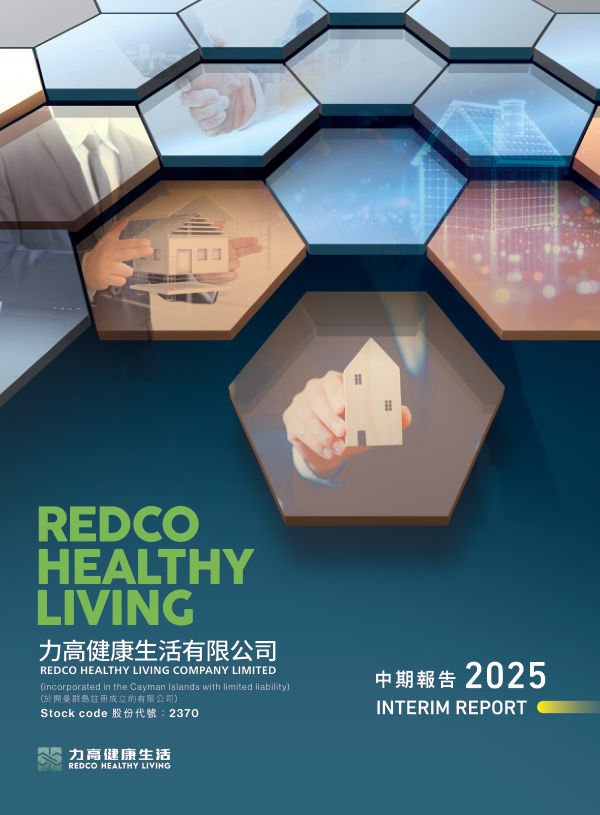 REDCO
HEALTHY
LIVING
力高健康生活有限公司
REDCO HEALTHY LIVING COMPANY LIMITED
(incorporated in the Cayman Islands with limited liability)
(於開曼群島註冊成立的有限公司)
Stock code 股份代號：2370
中期報告 2025
INTERIM REPORT
力高健康生活
REDCO HEALTHY LIVING